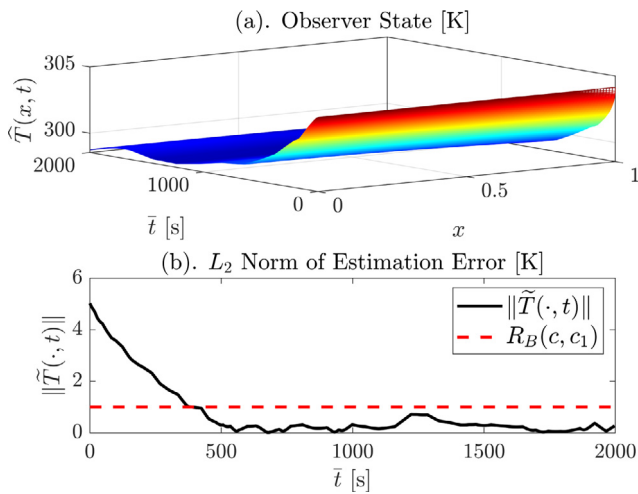 (a). Observer State [K]
305
300
2000
1000
0
0
0.5
1
T̂(x, t)
t̄ [s]
x
(b). L₂ Norm of Estimation Error [K]
6
4
2
0
‖T̃(·, t)‖
‖T̃(·, t)‖
R_B(c, c₁)
0
500
1000
1500
2000
t̄ [s]